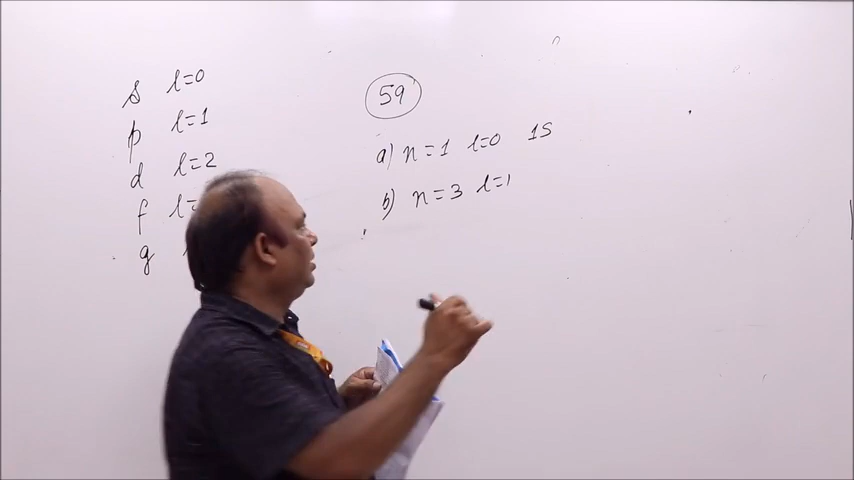 s l=0
p l=1
d l=2
f l=
g
59
a) n=1 l=0 1S
b) n=3 l=1